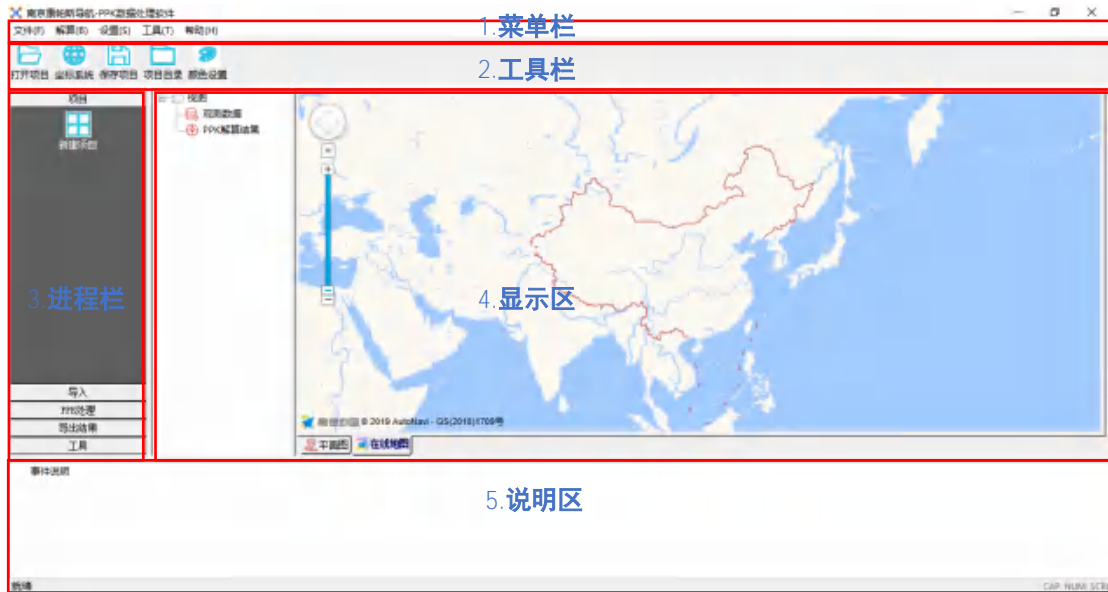 南京康帕斯导航-PPK数据处理软件
文件(F) 解算(B) 设置(S) 工具(T) 帮助(H)
1.菜单栏
打开项目 坐标系统 保存项目 项目目录 颜色设置
2.工具栏
项目
新建项目
3.进程栏
导入
PPK处理
导出结果
工具
视图
观测数据
PPK解算结果
4.显示区
© 2019 AutoNavi - GS(2018)1709号
平面图 在线地图
事件说明
5.说明区
就绪
CAP NUM SCRL